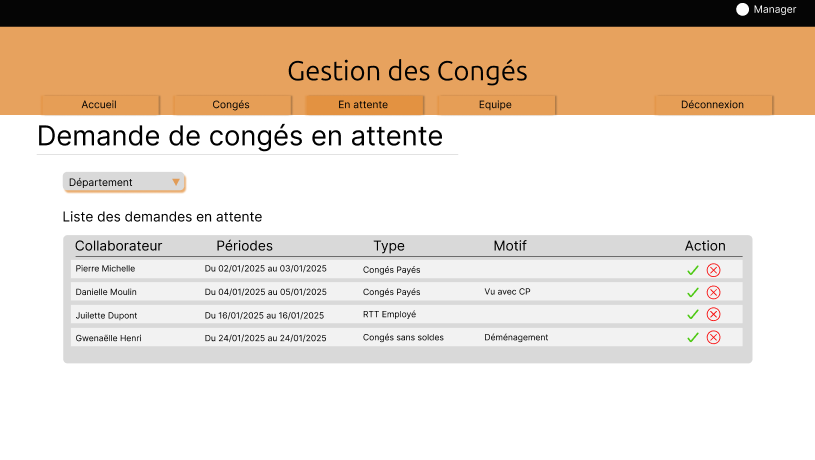 Manager
Gestion des Congés
Accueil Congés En attente Equipe Déconnexion
Demande de congés en attente
Département
Liste des demandes en attente
Collaborateur Périodes Type Motif Action
Pierre Michelle Du 02/01/2025 au 03/01/2025 Congés Payés
Danielle Moulin Du 04/01/2025 au 05/01/2025 Congés Payés Vu avec CP
Juilette Dupont Du 16/01/2025 au 16/01/2025 RTT Employé
Gwenaëlle Henri Du 24/01/2025 au 24/01/2025 Congés sans soldes Déménagement